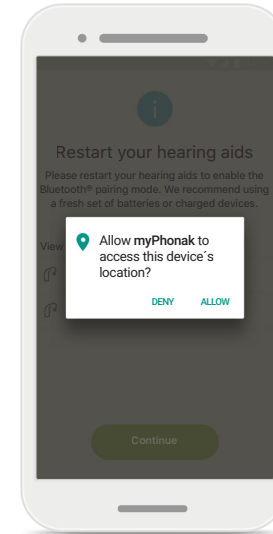 Restart your hearing aids
Please restart your hearing aids to enable the
Bluetooth® pairing mode. We recommend using
a fresh set of batteries or charged devices.
View
Allow myPhonak to
access this device´s
location?
DENY ALLOW
Continue